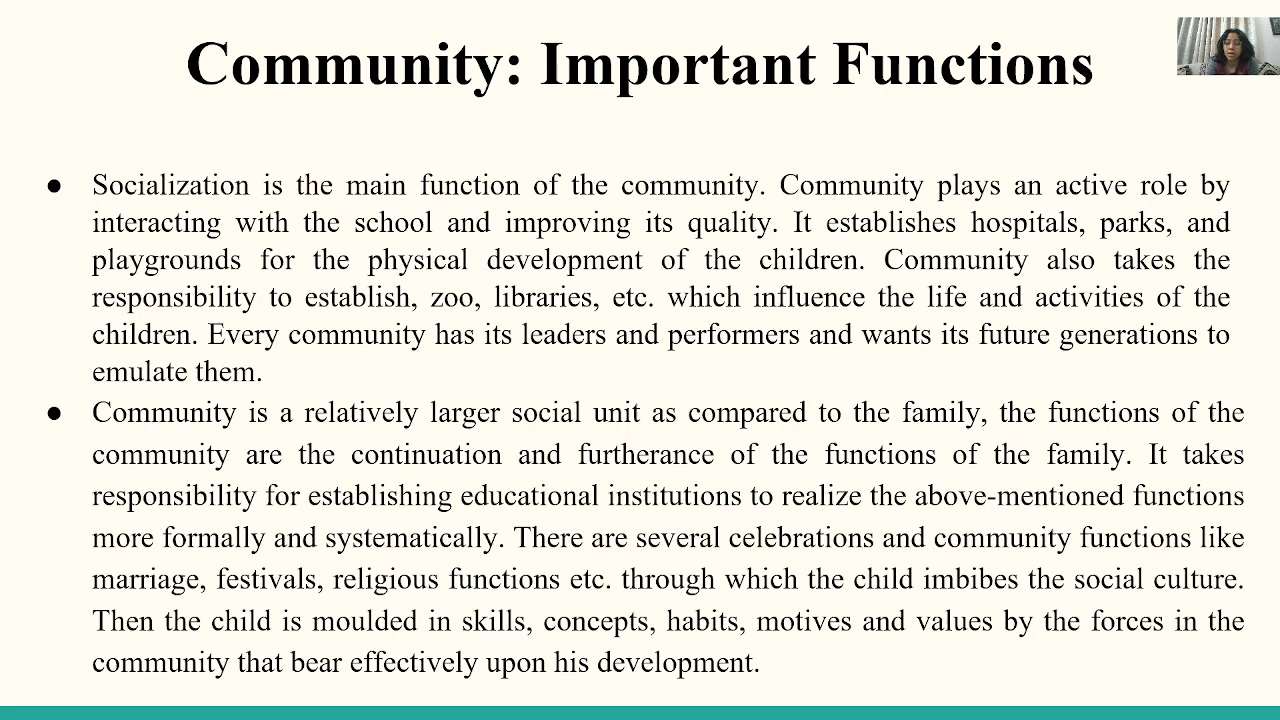 Community: Important Functions
● Socialization is the main function of the community. Community plays an active role by
interacting with the school and improving its quality. It establishes hospitals, parks, and
playgrounds for the physical development of the children. Community also takes the
responsibility to establish, zoo, libraries, etc. which influence the life and activities of the
children. Every community has its leaders and performers and wants its future generations to
emulate them.
● Community is a relatively larger social unit as compared to the family, the functions of the
community are the continuation and furtherance of the functions of the family. It takes
responsibility for establishing educational institutions to realize the above-mentioned functions
more formally and systematically. There are several celebrations and community functions like
marriage, festivals, religious functions etc. through which the child imbibes the social culture.
Then the child is moulded in skills, concepts, habits, motives and values by the forces in the
community that bear effectively upon his development.